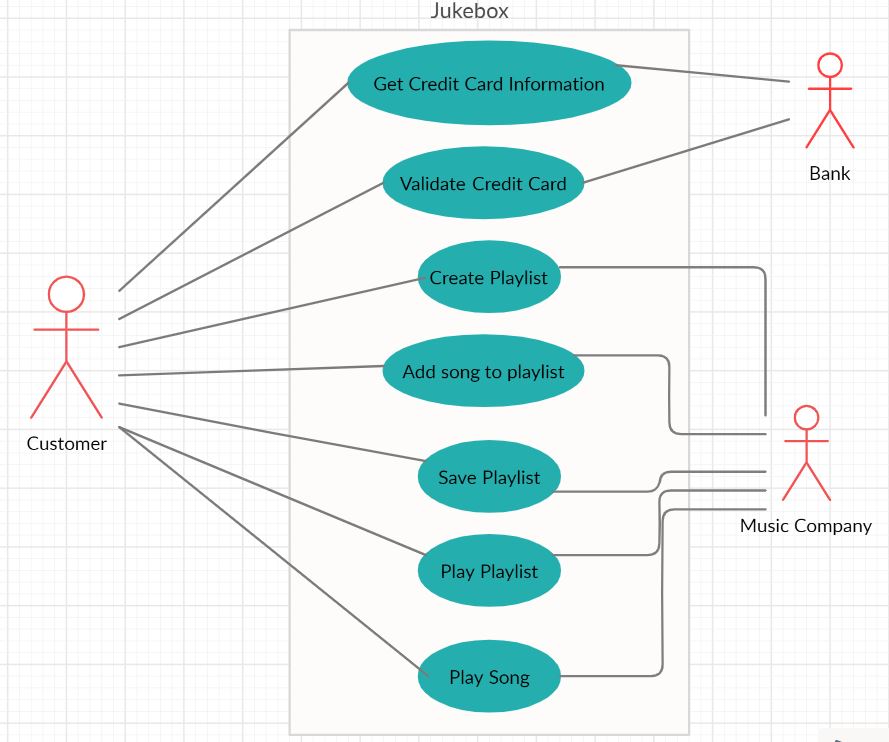 Jukebox
Get Credit Card Information
Bank
Validate Credit Card
Create Playlist
Add song to playlist
Customer
Save Playlist
Music Company
Play Playlist
Play Song